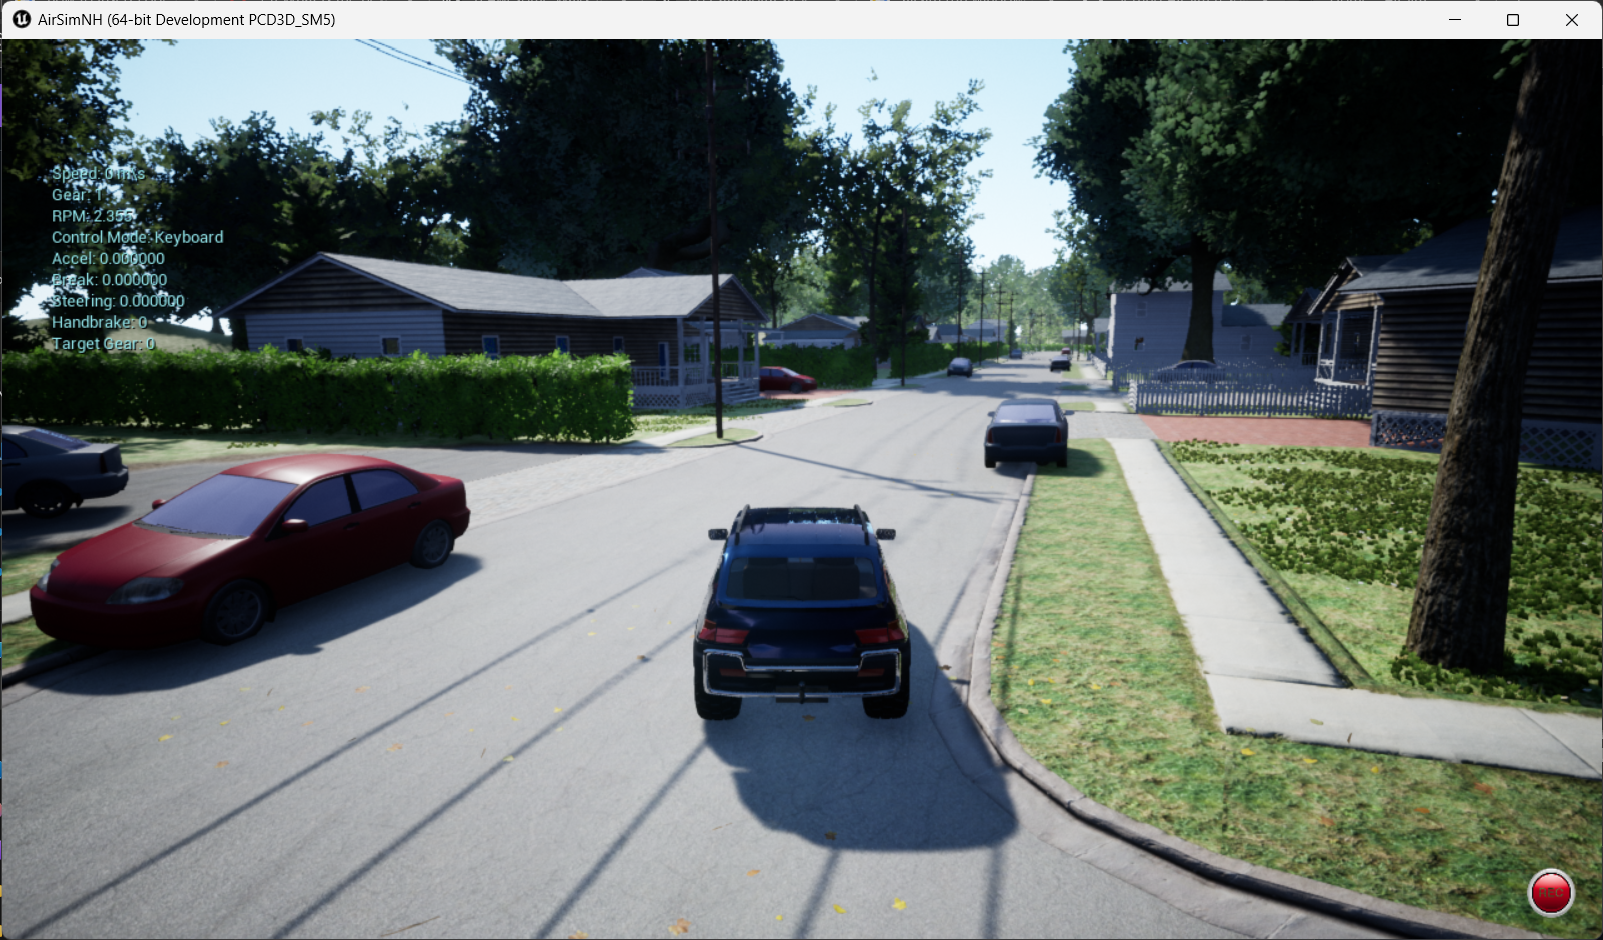 AirSimNH (64-bit Development PCD3D_SM5)
Speed: 0 m/s
Gear: 1
RPM: 2.355
Control Mode: Keyboard
Accel: 0.000000
Break: 0.000000
Steering: 0.000000
Handbrake: 0
Target Gear: 0
REC